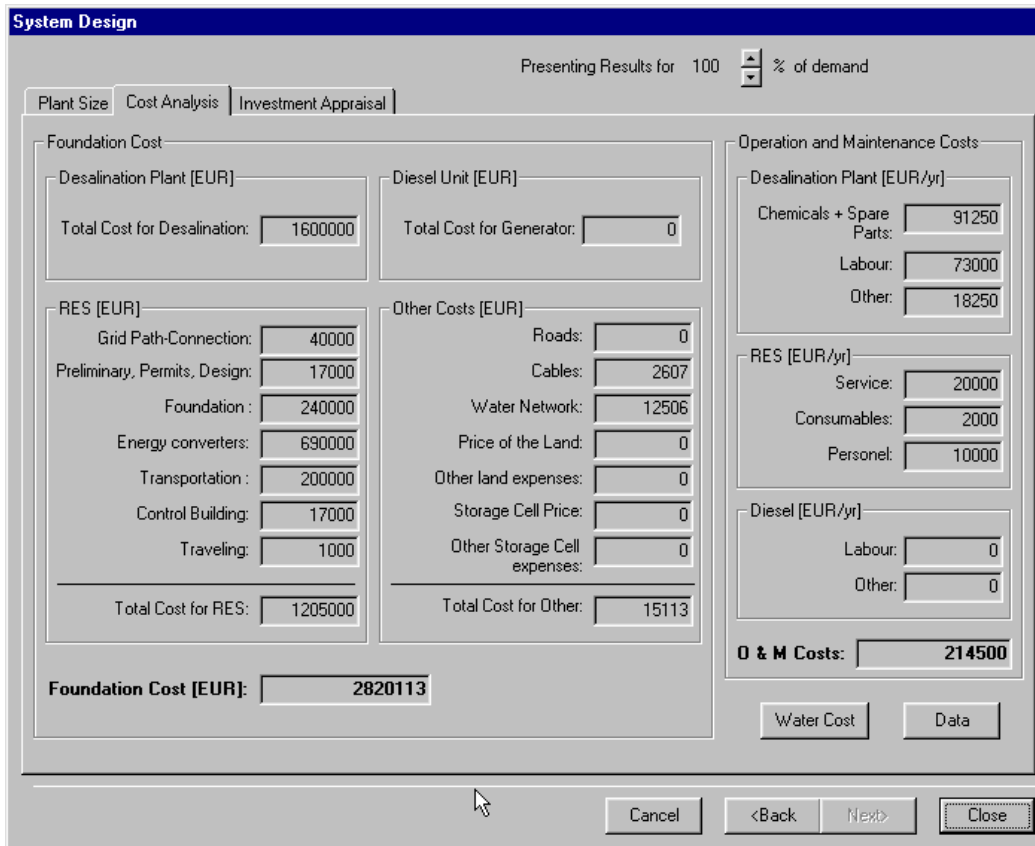 System Design
Presenting Results for 100 % of demand
Plant Size Cost Analysis Investment Appraisal
Foundation Cost
Desalination Plant [EUR]
Total Cost for Desalination: 1600000
Diesel Unit [EUR]
Total Cost for Generator: 0
RES [EUR]
Grid Path-Connection: 40000
Preliminary, Permits, Design: 17000
Foundation : 240000
Energy converters: 690000
Transportation : 200000
Control Building: 17000
Traveling: 1000
Total Cost for RES: 1205000
Other Costs [EUR]
Roads: 0
Cables: 2607
Water Network: 12506
Price of the Land: 0
Other land expenses: 0
Storage Cell Price: 0
Other Storage Cell
expenses: 0
Total Cost for Other: 15113
Foundation Cost [EUR]: 2820113
Operation and Maintenance Costs
Desalination Plant [EUR/yr]
Chemicals + Spare
Parts: 91250
Labour: 73000
Other: 18250
RES [EUR/yr]
Service: 20000
Consumables: 2000
Personel: 10000
Diesel [EUR/yr]
Labour: 0
Other: 0
O & M Costs: 214500
Water Cost Data
Cancel <Back Next> Close